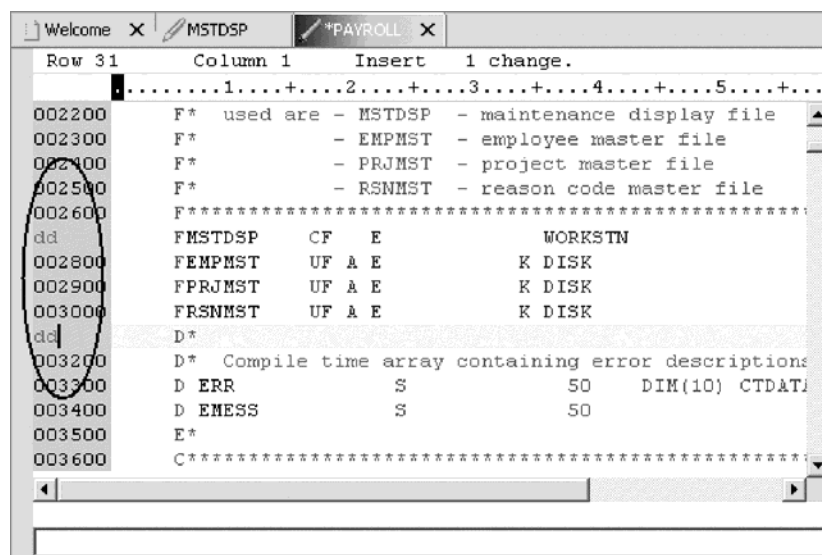 Welcome X MSTDSP *PAYROLL X
Row 31 Column 1 Insert 1 change.
.........1....+....2....+....3....+....4....+....5....+...
002200 F* used are - MSTDSP - maintenance display file
002300 F* - EMPMST - employee master file
002400 F* - PRJMST - project master file
002500 F* - RSNMST - reason code master file
002600 F***************************************************
dd FMSTDSP CF E WORKSTN
002800 FEMPMST UF A E K DISK
002900 FPRJMST UF A E K DISK
003000 FRSNMST UF A E K DISK
dd D*
003200 D* Compile time array containing error descriptions
003300 D ERR S 50 DIM(10) CTDATA
003400 D EMESS S 50
003500 E*
003600 C***************************************************